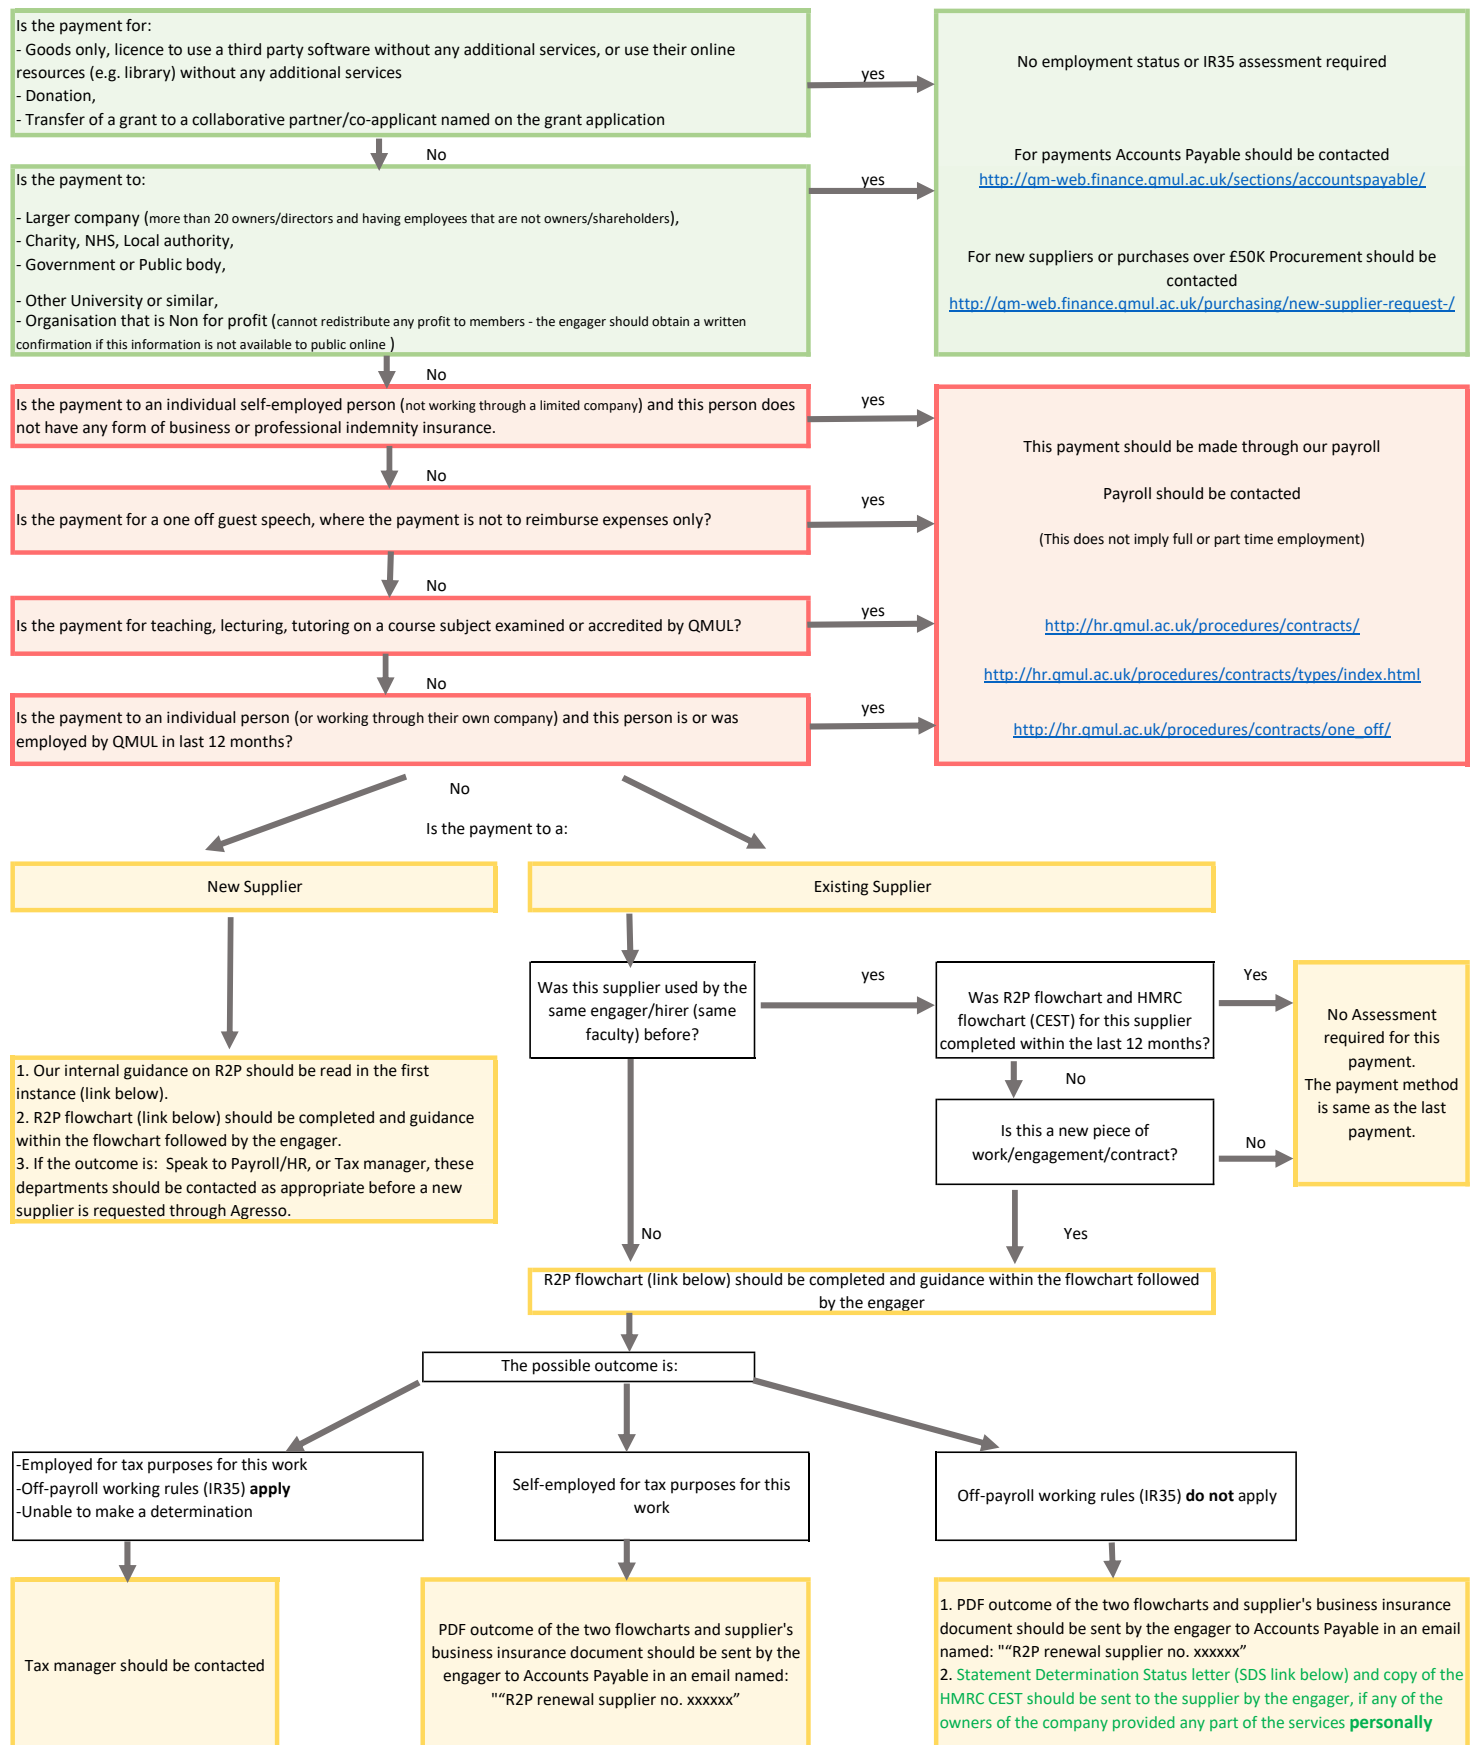 Is the payment for:
- Goods only, licence to use a third party software without any additional services, or use their online
resources (e.g. library) without any additional services
- Donation,
- Transfer of a grant to a collaborative partner/co-applicant named on the grant application
yes
No employment status or IR35 assessment required
For payments Accounts Payable should be contacted
http://qm-web.finance.qmul.ac.uk/sections/accountspayable/
For new suppliers or purchases over £50K Procurement should be
contacted
http://qm-web.finance.qmul.ac.uk/purchasing/new-supplier-request-/
No
Is the payment to:
- Larger company (more than 20 owners/directors and having employees that are not owners/shareholders),
- Charity, NHS, Local authority,
- Government or Public body,
- Other University or similar,
- Organisation that is Non for profit (cannot redistribute any profit to members - the engager should obtain a written
confirmation if this information is not available to public online )
yes
No
Is the payment to an individual self-employed person (not working through a limited company) and this person does
not have any form of business or professional indemnity insurance.
yes
This payment should be made through our payroll
Payroll should be contacted
(This does not imply full or part time employment)
http://hr.qmul.ac.uk/procedures/contracts/
http://hr.qmul.ac.uk/procedures/contracts/types/index.html
http://hr.qmul.ac.uk/procedures/contracts/one_off/
No
Is the payment for a one off guest speech, where the payment is not to reimburse expenses only?
yes
No
Is the payment for teaching, lecturing, tutoring on a course subject examined or accredited by QMUL?
yes
No
Is the payment to an individual person (or working through their own company) and this person is or was
employed by QMUL in last 12 months?
yes
No
Is the payment to a:
New Supplier
Existing Supplier
1. Our internal guidance on R2P should be read in the first
instance (link below).
2. R2P flowchart (link below) should be completed and guidance
within the flowchart followed by the engager.
3. If the outcome is:  Speak to Payroll/HR, or Tax manager, these
departments should be contacted as appropriate before a new
supplier is requested through Agresso.
Was this supplier used by the
same engager/hirer (same
faculty) before?
yes
Was R2P flowchart and HMRC
flowchart (CEST) for this supplier
completed within the last 12 months?
Yes
No Assessment
required for this
payment.
The payment method
is same as the last
payment.
No
Is this a new piece of
work/engagement/contract?
No
No
Yes
R2P flowchart (link below) should be completed and guidance within the flowchart followed
by the engager
The possible outcome is:
-Employed for tax purposes for this work
-Off-payroll working rules (IR35) apply
-Unable to make a determination
Self-employed for tax purposes for this
work
Off-payroll working rules (IR35) do not apply
Tax manager should be contacted
PDF outcome of the two flowcharts and supplier's
business insurance document should be sent by the
engager to Accounts Payable in an email named:
"“R2P renewal supplier no. xxxxxx”
1. PDF outcome of the two flowcharts and supplier's business insurance
document should be sent by the engager to Accounts Payable in an email
named: "“R2P renewal supplier no. xxxxxx”
2. Statement Determination Status letter (SDS link below) and copy of the
HMRC CEST should be sent to the supplier by the engager, if any of the
owners of the company provided any part of the services personally